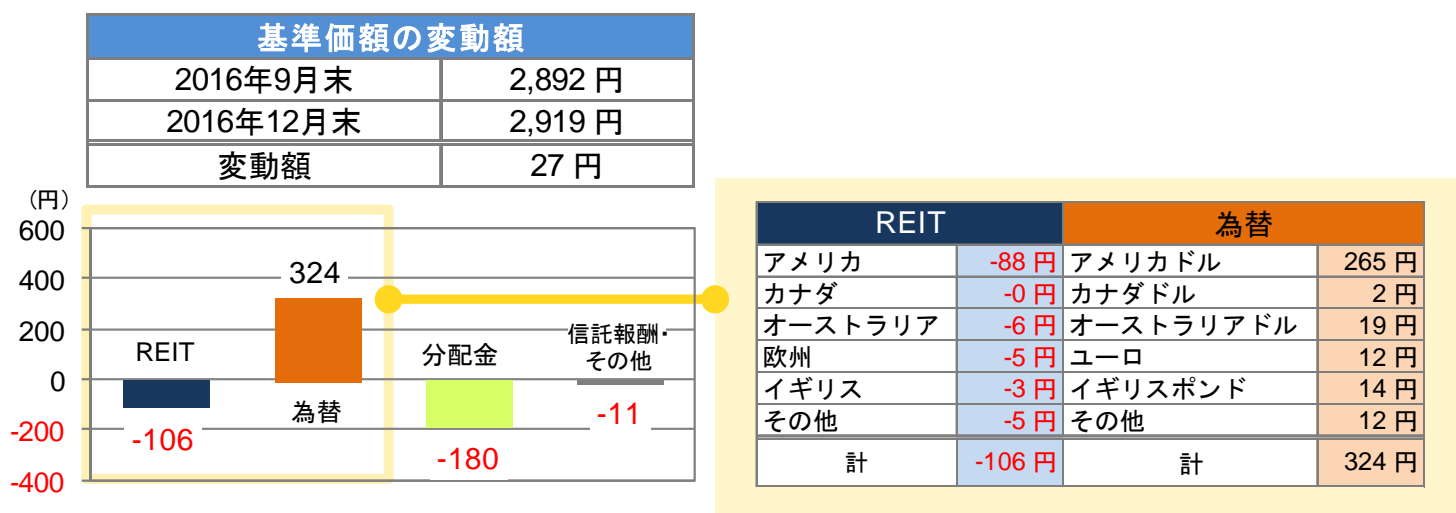 基準価額の変動額
2016年9月末 2,892 円
2016年12月末 2,919 円
変動額 27 円
（円）
600
400
200
0
-200
-400
REIT
-106
324
為替
分配金
-180
信託報酬・
その他
-11
REIT 為替
アメリカ -88 円 アメリカドル 265 円
カナダ -0 円 カナダドル 2 円
オーストラリア -6 円 オーストラリアドル 19 円
欧州 -5 円 ユーロ 12 円
イギリス -3 円 イギリスポンド 14 円
その他 -5 円 その他 12 円
計 -106 円 計 324 円